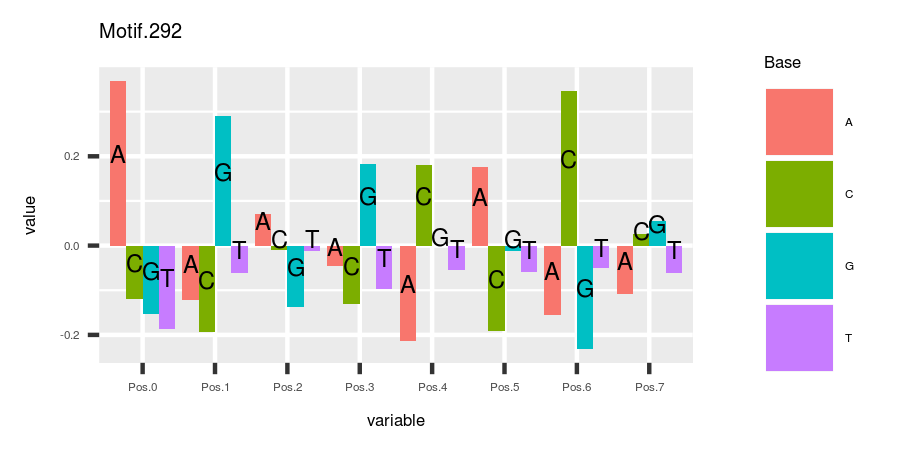 Motif.292
Base
A
C
G
T
value
0.2
0.0
-0.2
A C G T
A C G T
A C G T
A C G T
A C G T
A C G T
A C G T
A C G T
Pos.0 Pos.1 Pos.2 Pos.3 Pos.4 Pos.5 Pos.6 Pos.7
variable